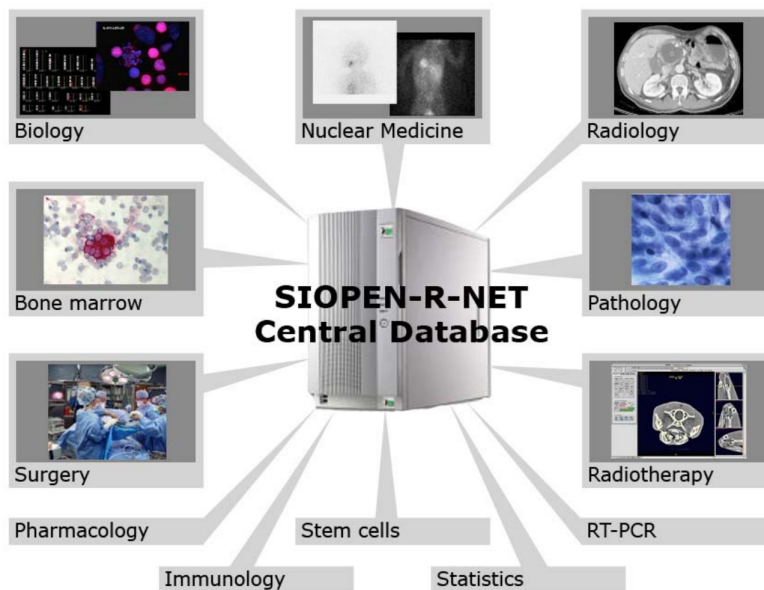 Biology
Nuclear Medicine
Radiology
Bone marrow
SIOPEN-R-NET
Central Database
Pathology
Surgery
Radiotherapy
Pharmacology
Stem cells
RT-PCR
Immunology
Statistics